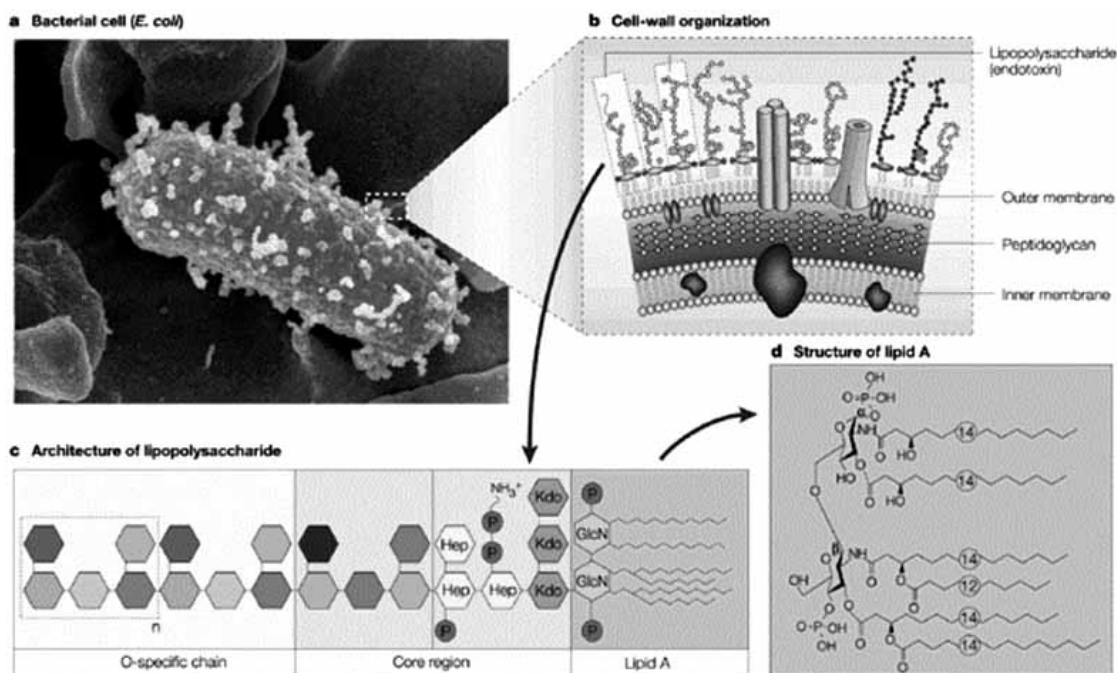 a Bacterial cell (E. coli)
b Cell-wall organization
Lipopolysaccharide
(endotoxin)
Outer membrane
Peptidoglycan
Inner membrane
d Structure of lipid A
OH
O=P-OH
O
α
O
NH
14
HO
O
HO
O
O
HO
14
O
β
O
NH
14
OH
O
O
12
HO
O
O
14
OH
O=P-O
OH
O
O
14
O
c Architecture of lipopolysaccharide
NH3+
Kdo
P
P
Hep
Kdo
GlcN
P
GlcN
Hep
Hep
Kdo
n
P
P
O-specific chain
Core region
Lipid A